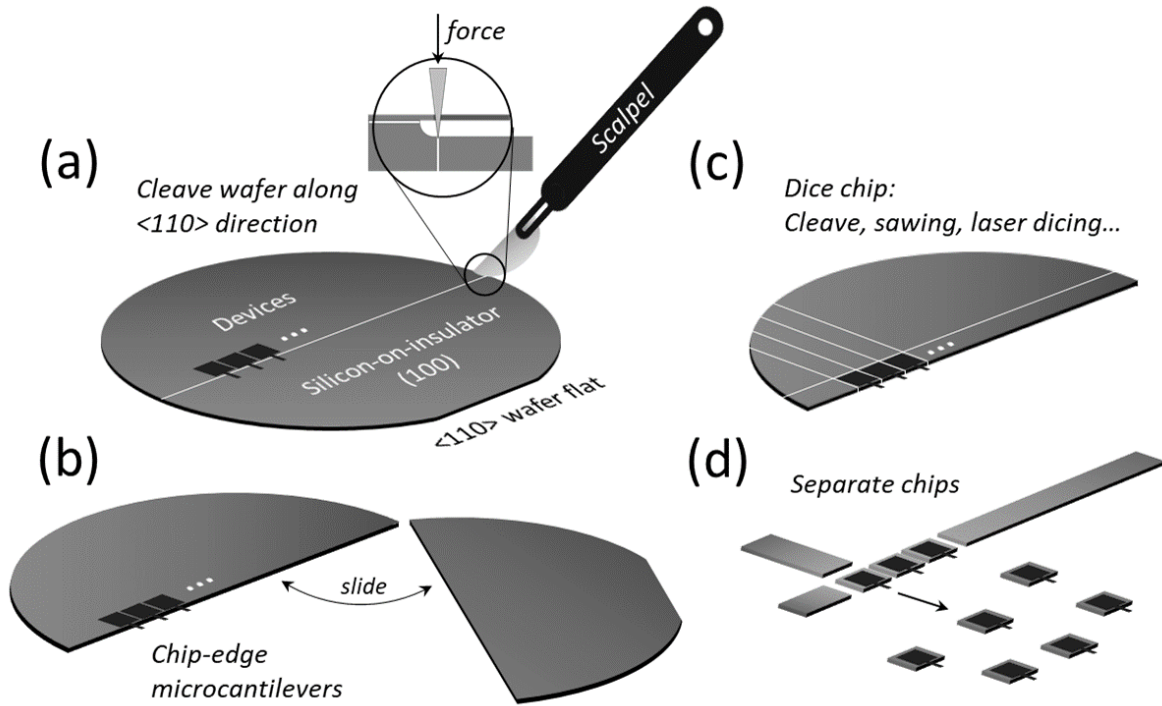 force
Scalpel
(a)
Cleave wafer along
<110> direction
Devices
Silicon-on-insulator
(100)
<110> wafer flat
(b)
slide
Chip-edge
microcantilevers
(c)
Dice chip:
Cleave, sawing, laser dicing...
(d)
Separate chips